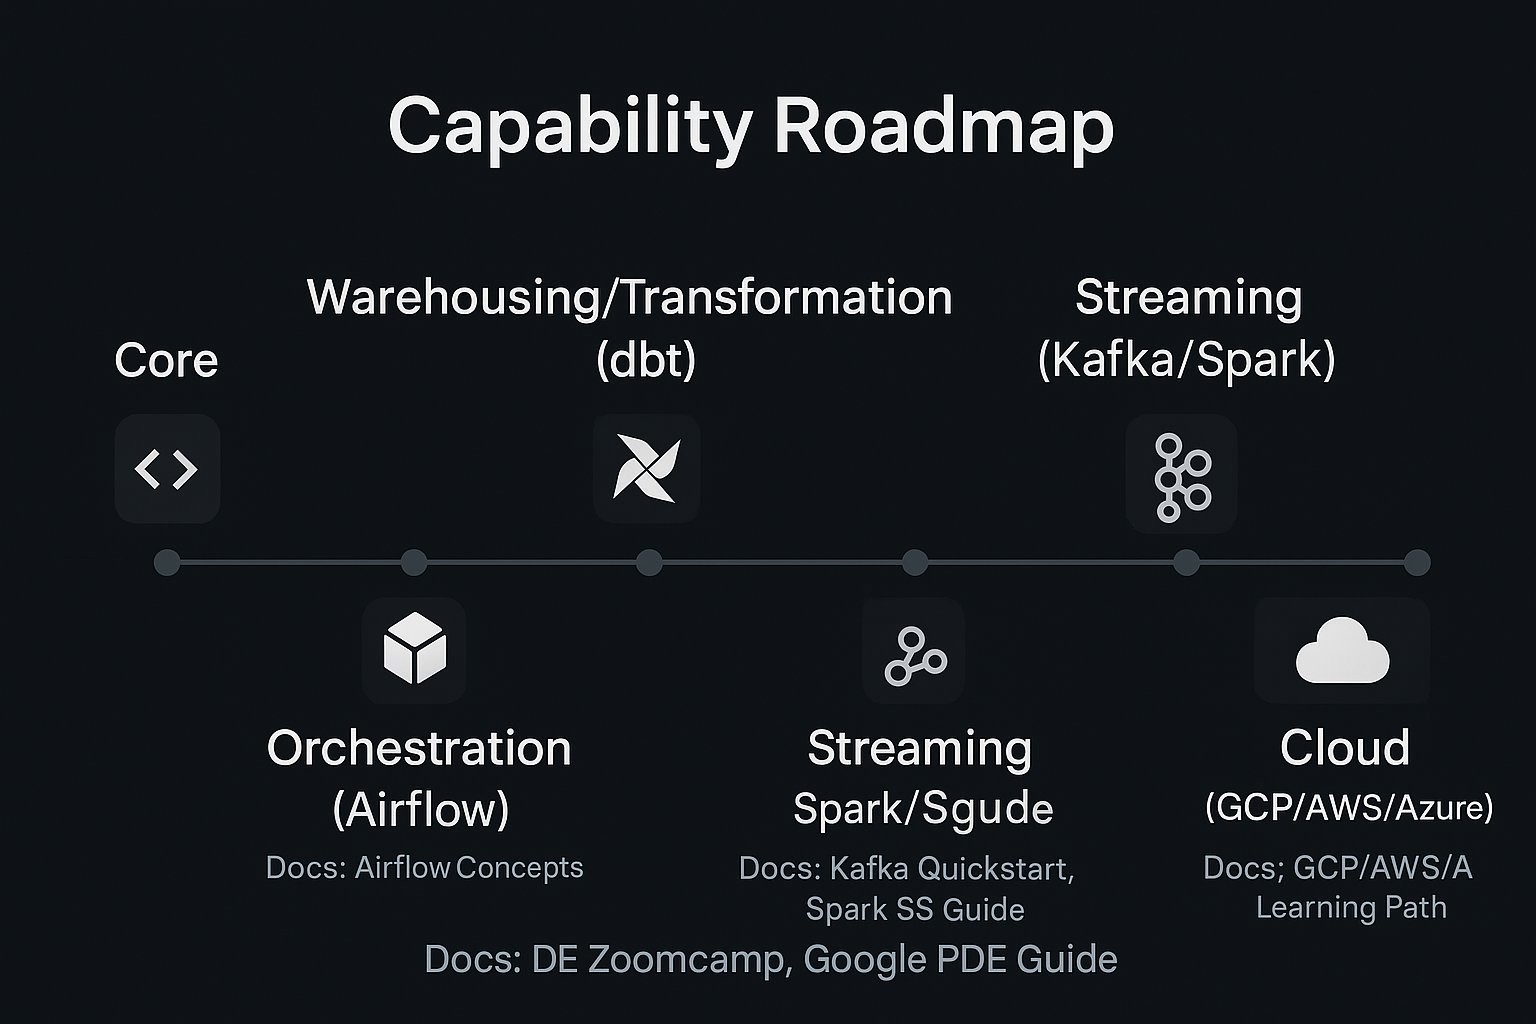 Capability Roadmap
Core
Warehousing/Transformation
(dbt)
Streaming
(Kafka/Spark)
Orchestration
(Airflow)
Docs: Airflow Concepts
Streaming
Spark/Sgude
Docs: Kafka Quickstart,
Spark SS Guide
Cloud
(GCP/AWS/Azure)
Docs; GCP/AWS/A
Learning Path
Docs: DE Zoomcamp, Google PDE Guide